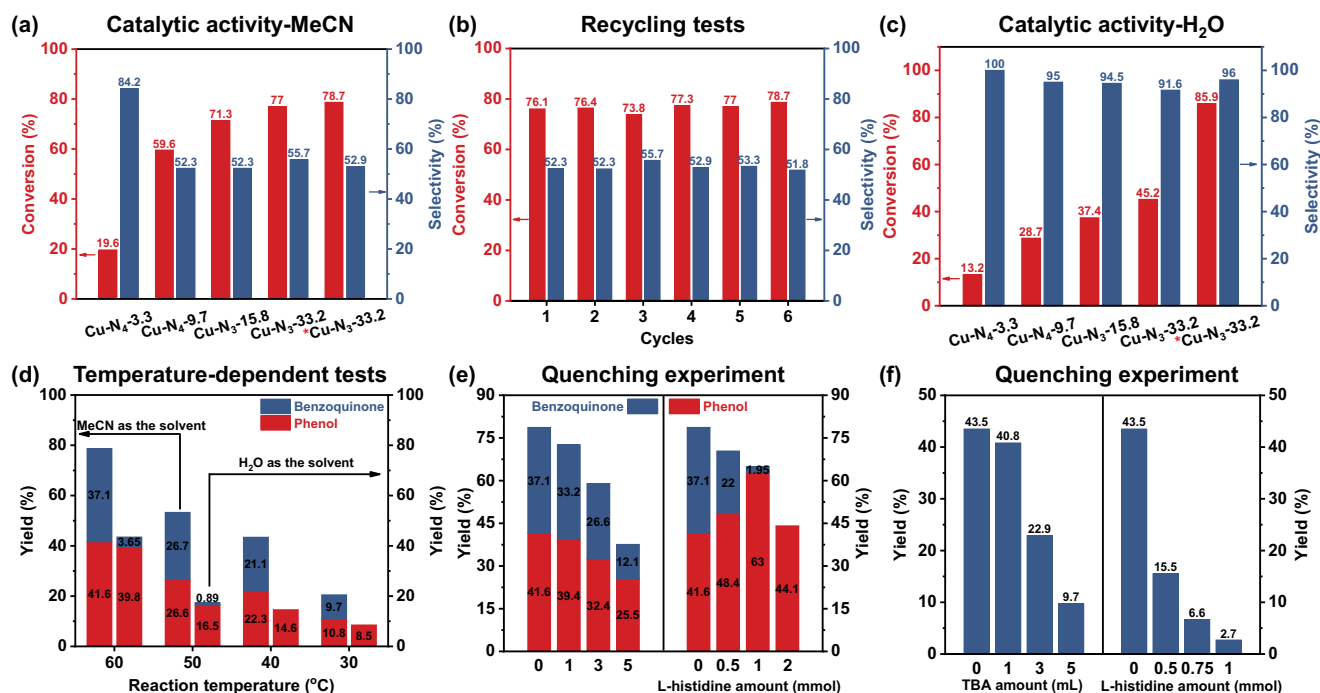 (a) Catalytic activity-MeCN
100
80
60
40
20
0
Conversion (%)
19.6 84.2 59.6 52.3 71.3 52.3 77 55.7 78.7 52.9
100
80
60
40
20
0
Selectivity (%)
Cu-N₄-3.3 Cu-N₄-9.7 Cu-N₃-15.8 Cu-N₃-33.2 *Cu-N₃-33.2
(b) Recycling tests
100
80
60
40
20
0
Conversion (%)
76.1 52.3 76.4 52.3 73.8 55.7 77.3 52.9 77 53.3 78.7 51.8
100
80
60
40
20
0
Selectivity (%)
1 2 3 4 5 6
Cycles
(c) Catalytic activity-H₂O
100
80
60
40
20
0
Conversion (%)
13.2 100 28.7 95 37.4 94.5 45.2 91.6 85.9 96
100
80
60
40
20
0
Selectivity (%)
Cu-N₄-3.3 Cu-N₄-9.7 Cu-N₃-15.8 Cu-N₃-33.2 *Cu-N₃-33.2
(d) Temperature-dependent tests
100
80
60
40
20
0
Yield (%)
Benzoquinone
Phenol
MeCN as the solvent
H₂O as the solvent
37.1 3.65 26.7 0.89 21.1 9.7
41.6 39.8 26.6 16.5 22.3 14.6 10.8 8.5
100
80
60
40
20
0
Yield (%)
60 50 40 30
Reaction temperature (°C)
(e) Quenching experiment
90
75
60
45
30
15
0
Yield (%)
Benzoquinone Phenol
37.1 33.2 26.6 12.1 37.1 22 1.95
41.6 39.4 32.4 25.5 41.6 48.4 63 44.1
90
75
60
45
30
15
0
Yield (%)
0 1 3 5 0 0.5 1 2
L-histidine amount (mmol)
(f) Quenching experiment
50
40
30
20
10
0
Yield (%)
43.5 40.8 22.9 9.7 43.5 15.5 6.6 2.7
50
40
30
20
10
0
Yield (%)
0 1 3 5 0 0.5 0.75 1
TBA amount (mL) L-histidine amount (mmol)